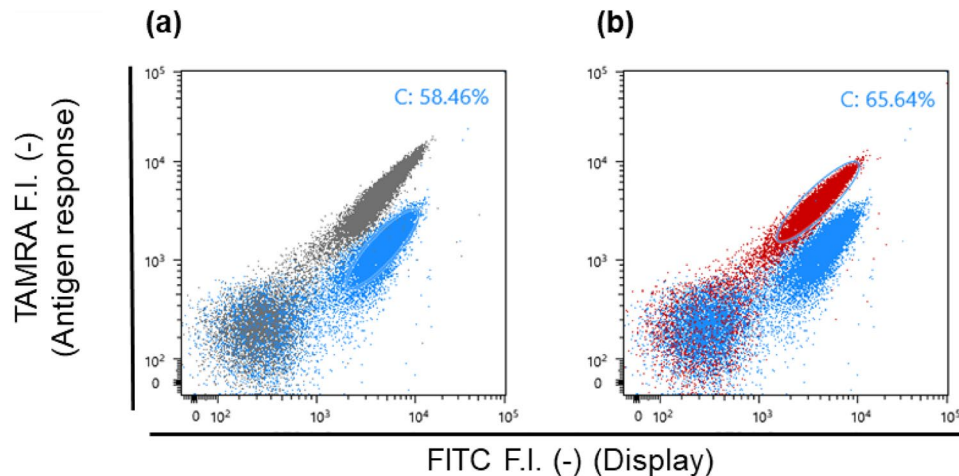 (a)
(b)
TAMRA F.I. (-)
(Antigen response)
10⁵
10⁴
10³
10²
0
C: 58.46%
0 10² 10³ 10⁴ 10⁵
10⁵
10⁴
10³
10²
0
C: 65.64%
0 10² 10³ 10⁴ 10⁵
FITC F.I. (-) (Display)